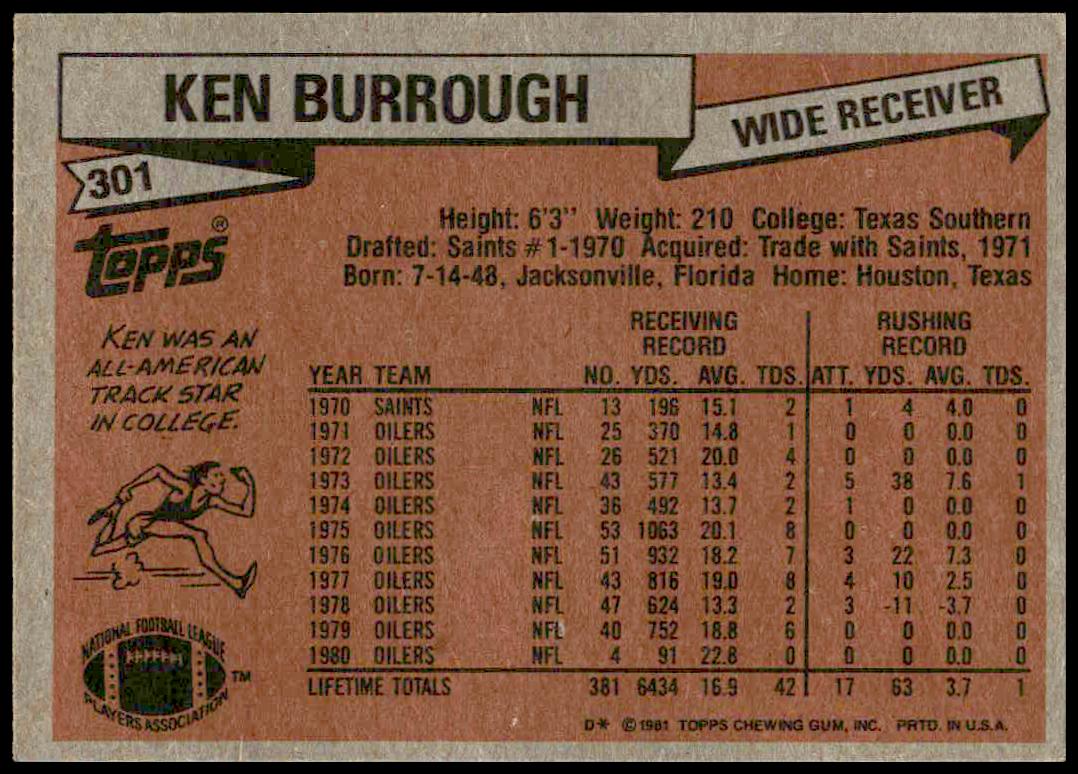 KEN BURROUGH
WIDE RECEIVER
301
topps®
Height: 6'3" Weight: 210 College: Texas Southern
Drafted: Saints #1-1970 Acquired: Trade with Saints, 1971
Born: 7-14-48, Jacksonville, Florida Home: Houston, Texas
KEN WAS AN
ALL-AMERICAN
TRACK STAR
IN COLLEGE.
RECEIVING RECORD RUSHING RECORD
YEAR TEAM NO. YDS. AVG. TDS. ATT. YDS. AVG. TDS.
1970 SAINTS NFL 13 196 15.1 2 1 4 4.0 0
1971 OILERS NFL 25 370 14.8 1 0 0 0.0 0
1972 OILERS NFL 26 521 20.0 4 0 0 0.0 0
1973 OILERS NFL 43 577 13.4 2 5 38 7.6 1
1974 OILERS NFL 36 492 13.7 2 1 0 0.0 0
1975 OILERS NFL 53 1063 20.1 8 0 0 0.0 0
1976 OILERS NFL 51 932 18.2 7 3 22 7.3 0
1977 OILERS NFL 43 816 19.0 8 4 10 2.5 0
1978 OILERS NFL 47 624 13.3 2 3 -11 -3.7 0
1979 OILERS NFL 40 752 18.8 6 0 0 0.0 0
1980 OILERS NFL 4 91 22.8 0 0 0 0.0 0
LIFETIME TOTALS 381 6434 16.9 42 17 63 3.7 1
NATIONAL FOOTBALL LEAGUE
PLAYERS ASSOCIATION
TM
D* ©1981 TOPPS CHEWING GUM, INC. PRTD. IN U.S.A.